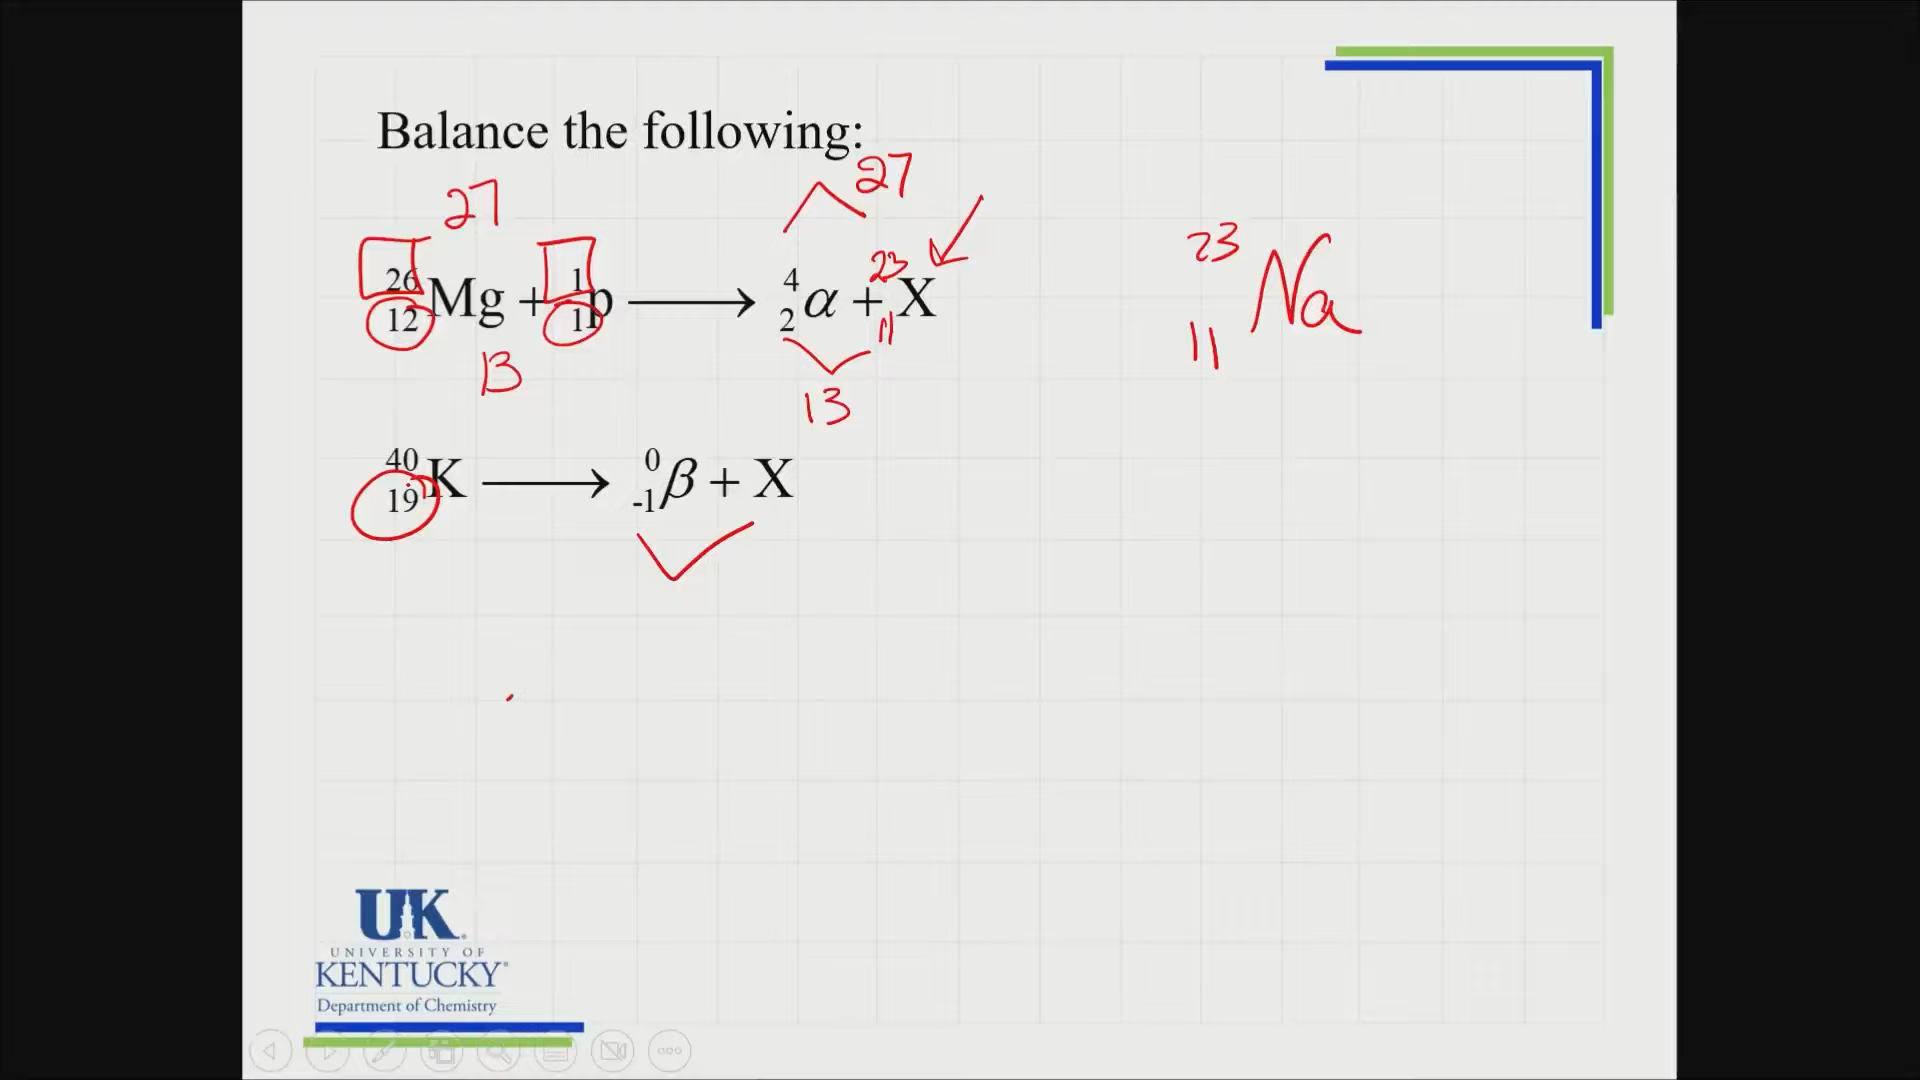 Balance the following:
27
27
26 12 Mg + 1 1 p ⟶ 4 2 α + 23 11 X
23 11 Na
13
13
40 19 K ⟶ 0 -1 β + X
UK
UNIVERSITY OF
KENTUCKY
Department of Chemistry